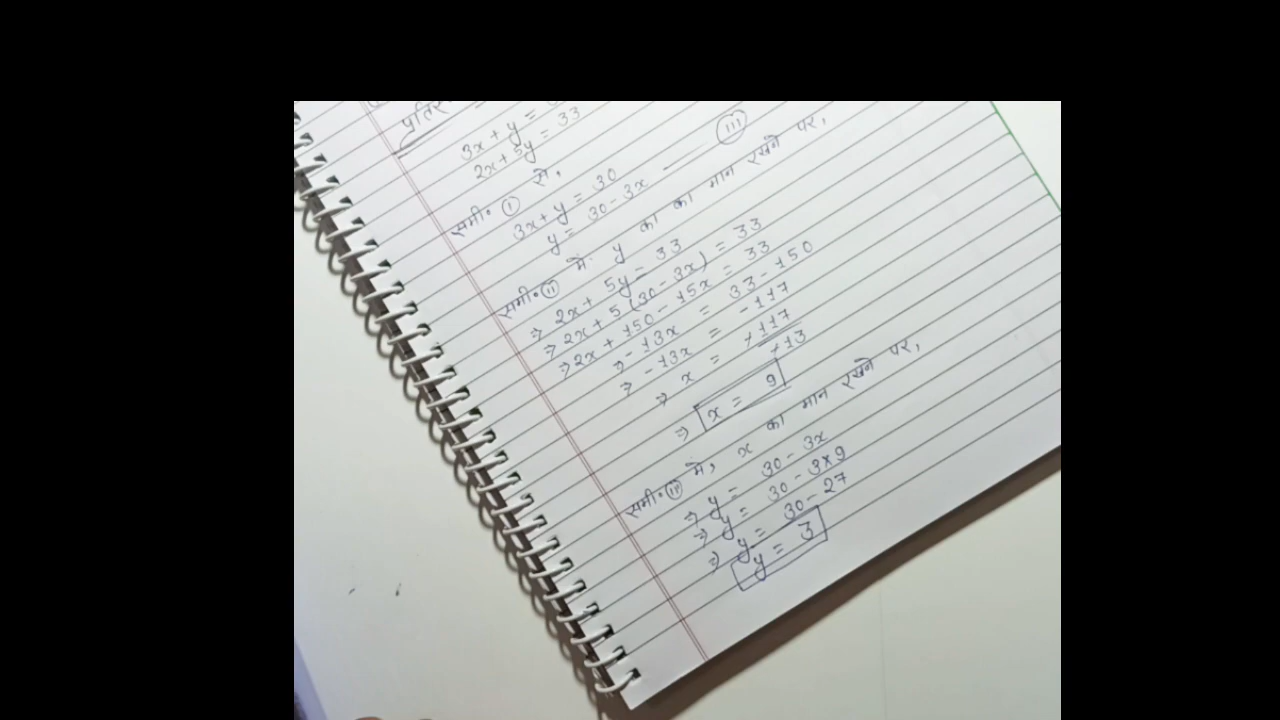 3x + y =
2x + 5y = 33
समी॰ (I) से,
3x + y = 30
y = 30 - 3x — (III)
समी॰ (II) में y का का मान रखने पर,
2x + 5y = 33
⇒ 2x + 5(30 - 3x) = 33
⇒ 2x + 150 - 15x = 33
⇒ -13x = 33 - 150
⇒ -13x = -117
⇒ x = -117 / -13
⇒ x = 9
समी॰ (III) में, x का मान रखने पर,
y = 30 - 3x
⇒ y = 30 - 3×9
⇒ y = 30 - 27
⇒ y = 3